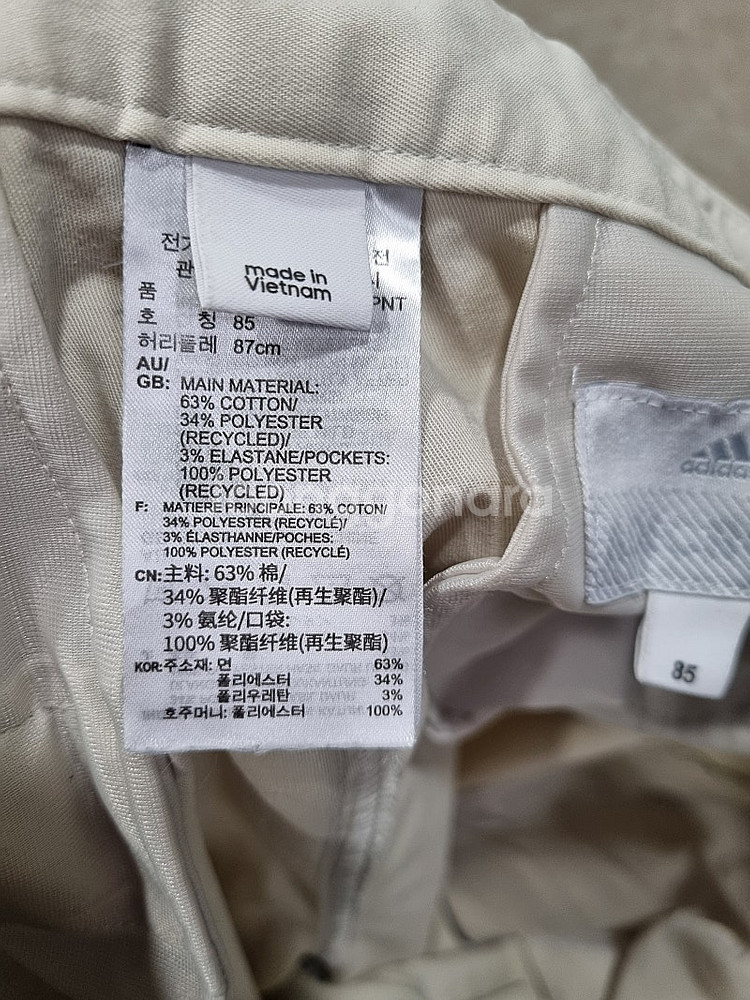 made in
Vietnam
전
관
전
품
PNT
호 칭 85
허리둘레 87cm
AU/
GB: MAIN MATERIAL:
63% COTTON/
34% POLYESTER
(RECYCLED)/
3% ELASTANE/POCKETS:
100% POLYESTER
(RECYCLED)
F: MATIERE PRINCIPALE: 63% COTON/
34% POLYESTER (RECYCLÉ)/
3% ÉLASTHANNE/POCHES:
100% POLYESTER (RECYCLÉ)
CN: 主料: 63% 棉/
34% 聚酯纤维(再生聚酯)/
3% 氨纶/口袋:
100% 聚酯纤维(再生聚酯)
KOR: 주소재: 면 63%
폴리에스터 34%
폴리우레탄 3%
호주머니: 폴리에스터 100%
adidas
85